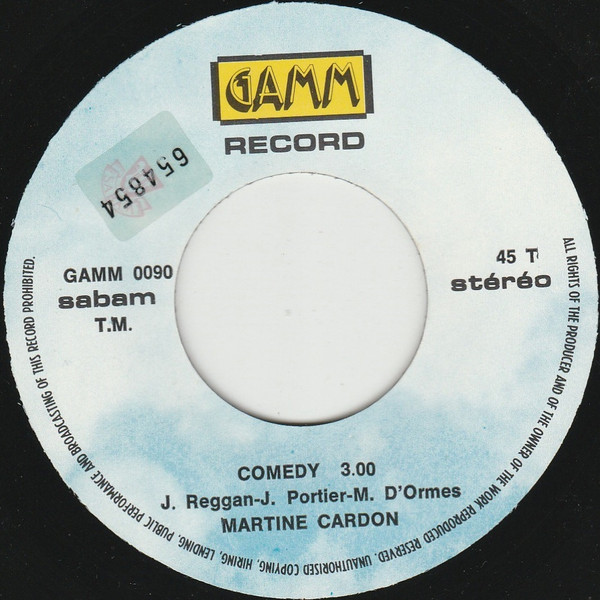 GAMM
RECORD
654854
GAMM 0090
sabam
T.M.
45 T
stéréo
COMEDY 3.00
J. Reggan-J. Portier-M. D'Ormes
MARTINE CARDON
ALL RIGHTS OF THE PRODUCER AND OF THE OWNER OF THE WORK REPRODUCED RESERVED. UNAUTHORISED COPYING, HIRING, LENDING, PUBLIC PERFORMANCE AND BROADCASTING OF THIS RECORD PROHIBITED.